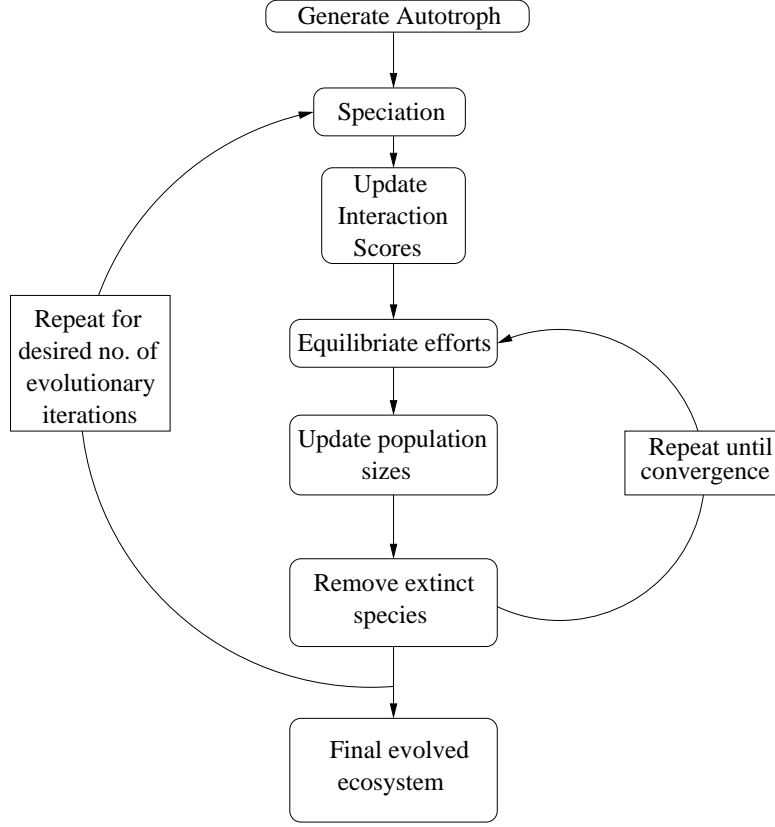 Generate Autotroph
Speciation
Update
Interaction
Scores
Repeat for
desired no. of
evolutionary
iterations
Equilibriate efforts
Update population
sizes
Repeat until
convergence
Remove extinct
species
Final evolved
ecosystem